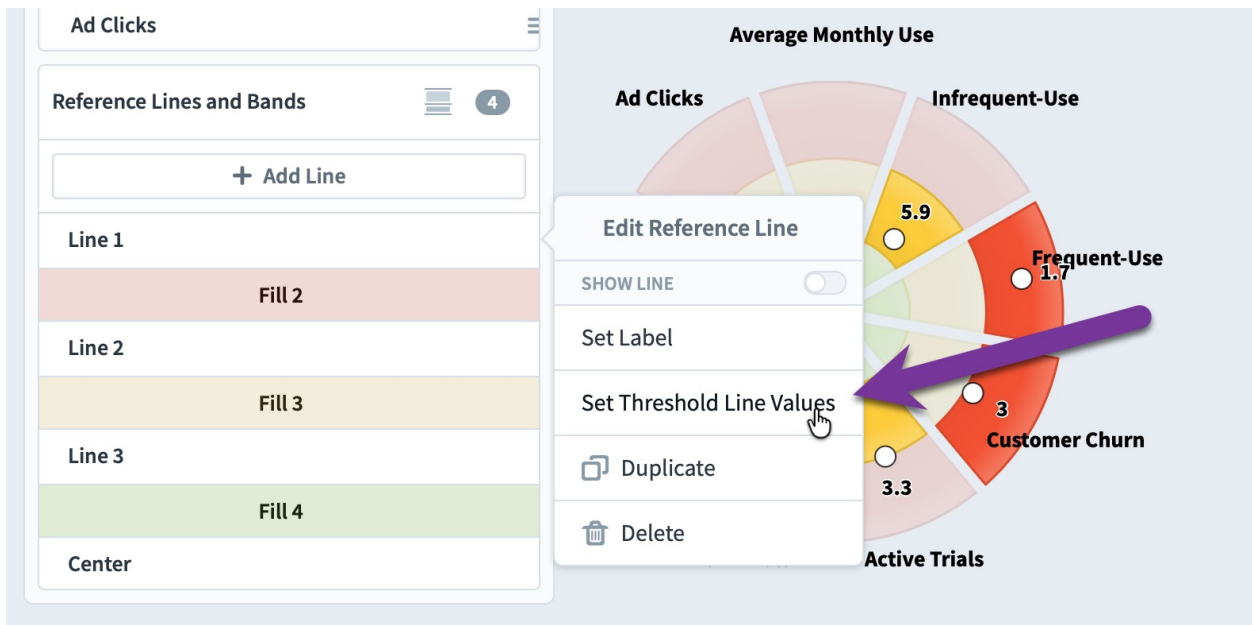 Ad Clicks
Reference Lines and Bands
4
+ Add Line
Line 1
Fill 2
Line 2
Fill 3
Line 3
Fill 4
Center
Edit Reference Line
SHOW LINE
Set Label
Set Threshold Line Values
Duplicate
Delete
Average Monthly Use
Ad Clicks
Infrequent-Use
5.9
Frequent-Use
1.7
3
Customer Churn
3.3
Active Trials